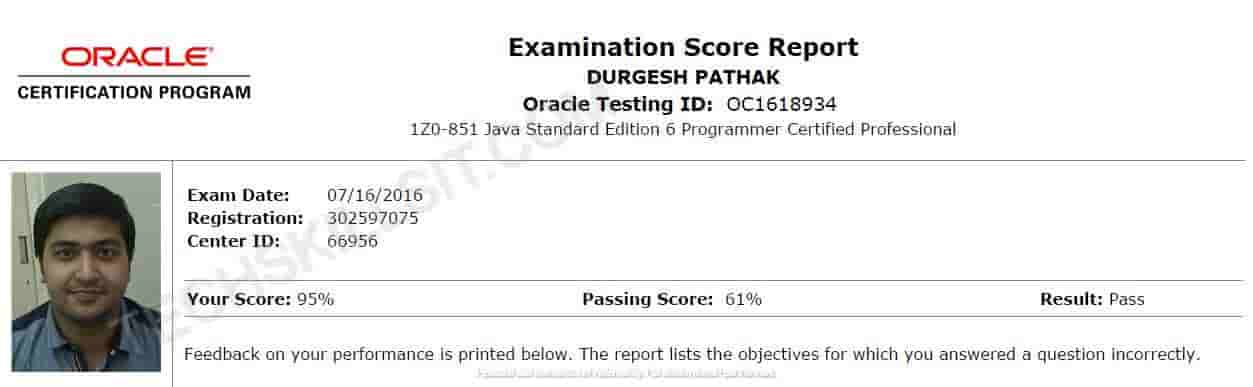 ORACLE
CERTIFICATION PROGRAM
Examination Score Report
DURGESH PATHAK
Oracle Testing ID: OC1618934
1Z0-851 Java Standard Edition 6 Programmer Certified Professional
Exam Date: 07/16/2016
Registration: 302597075
Center ID: 66956
Your Score: 95% Passing Score: 61% Result: Pass
Feedback on your performance is printed below. The report lists the objectives for which you answered a question incorrectly.
TECHSKILLSIT.COM